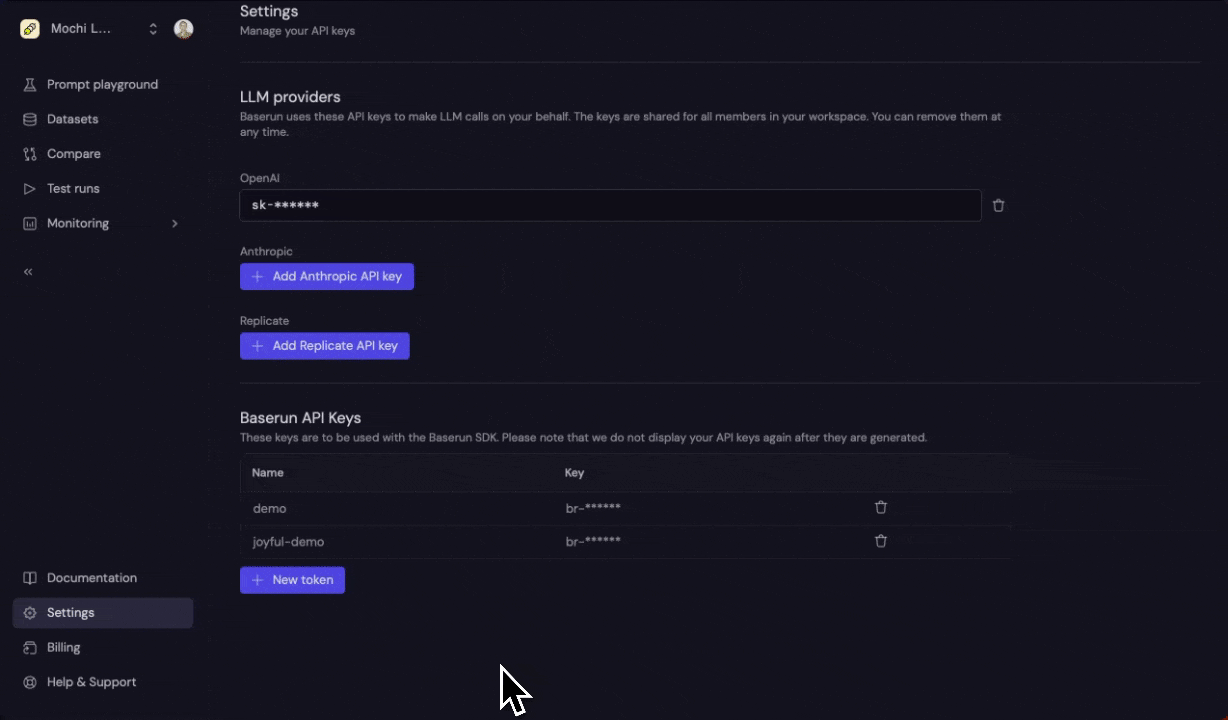 Mochi L...
Prompt playground
Datasets
Compare
Test runs
Monitoring
Documentation
Settings
Billing
Help & Support
Settings
Manage your API keys
LLM providers
Baserun uses these API keys to make LLM calls on your behalf. The keys are shared for all members in your workspace. You can remove them at
any time.
OpenAI
sk-******
Anthropic
Add Anthropic API key
Replicate
Add Replicate API key
Baserun API Keys
These keys are to be used with the Baserun SDK. Please note that we do not display your API keys again after they are generated.
Name Key
demo br-******
joyful-demo br-******
New token